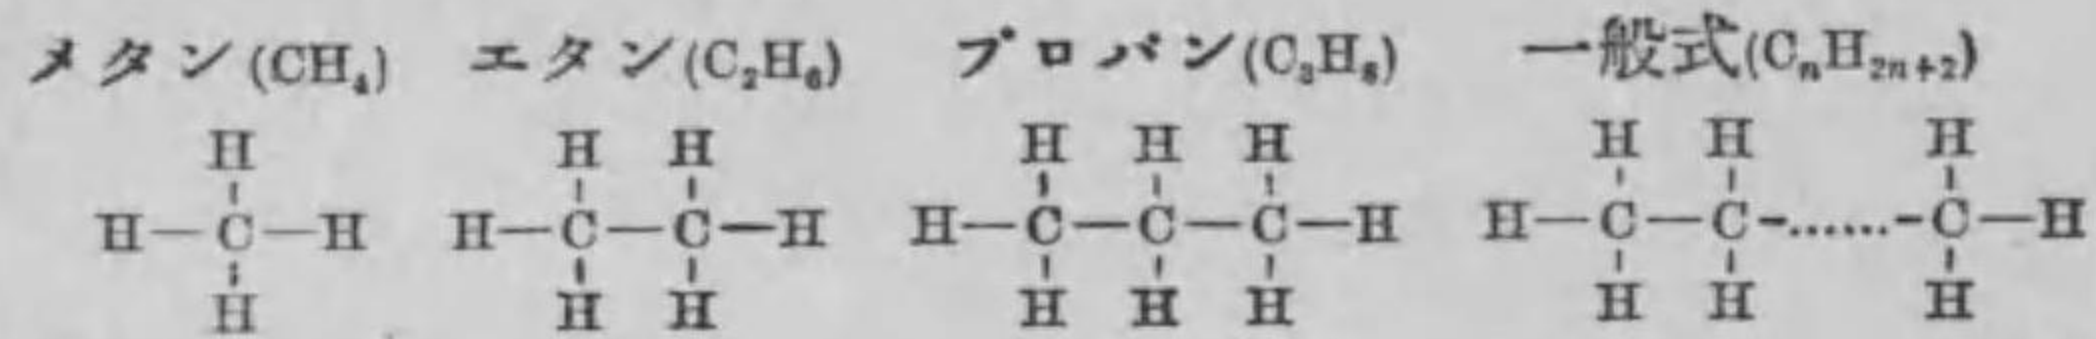 メタン(CH₄) エタン(C₂H₆) プロパン(C₃H₈) 一般式(CₙH₂ₙ₊₂)
H H H H H H H H H
H—C—H H—C—C—H H—C—C—C—H H—C—C-……-C—H
H H H H H H H H H